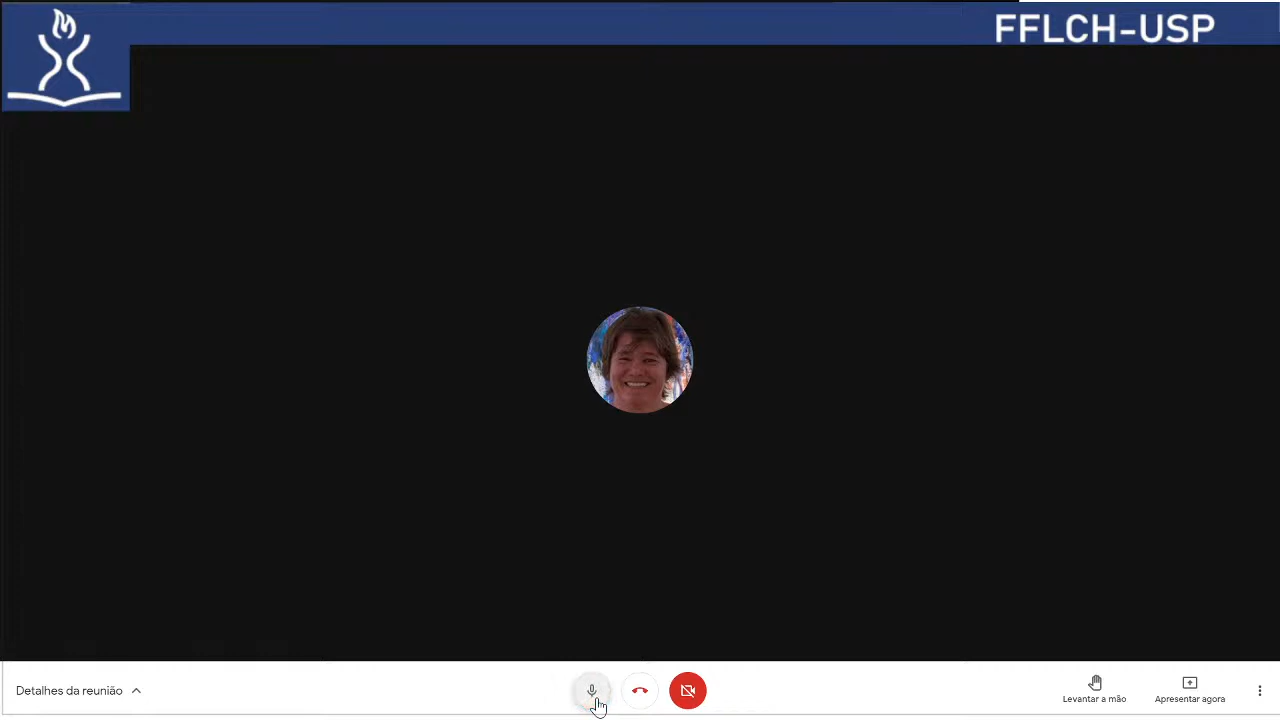 FFLCH-USP
Detalhes da reunião
Levantar a mão
Apresentar agora